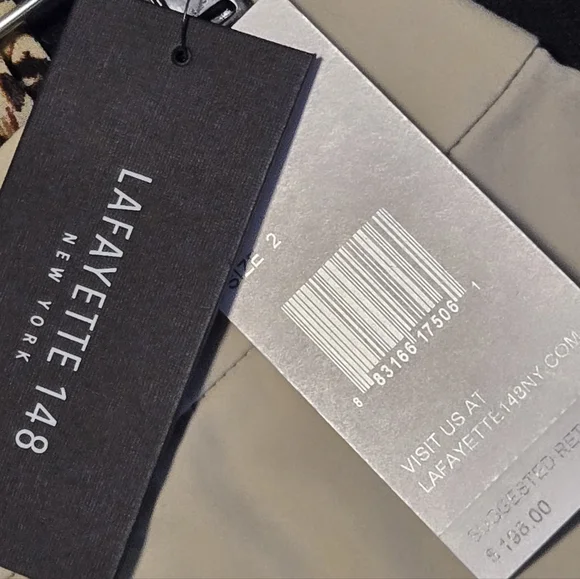 LAFAYETTE 148
NEW YORK
SIZE 2
8 83166 17506 1
VISIT US AT
LAFAYETTE148NY.COM
SUGGESTED RET
$198.00